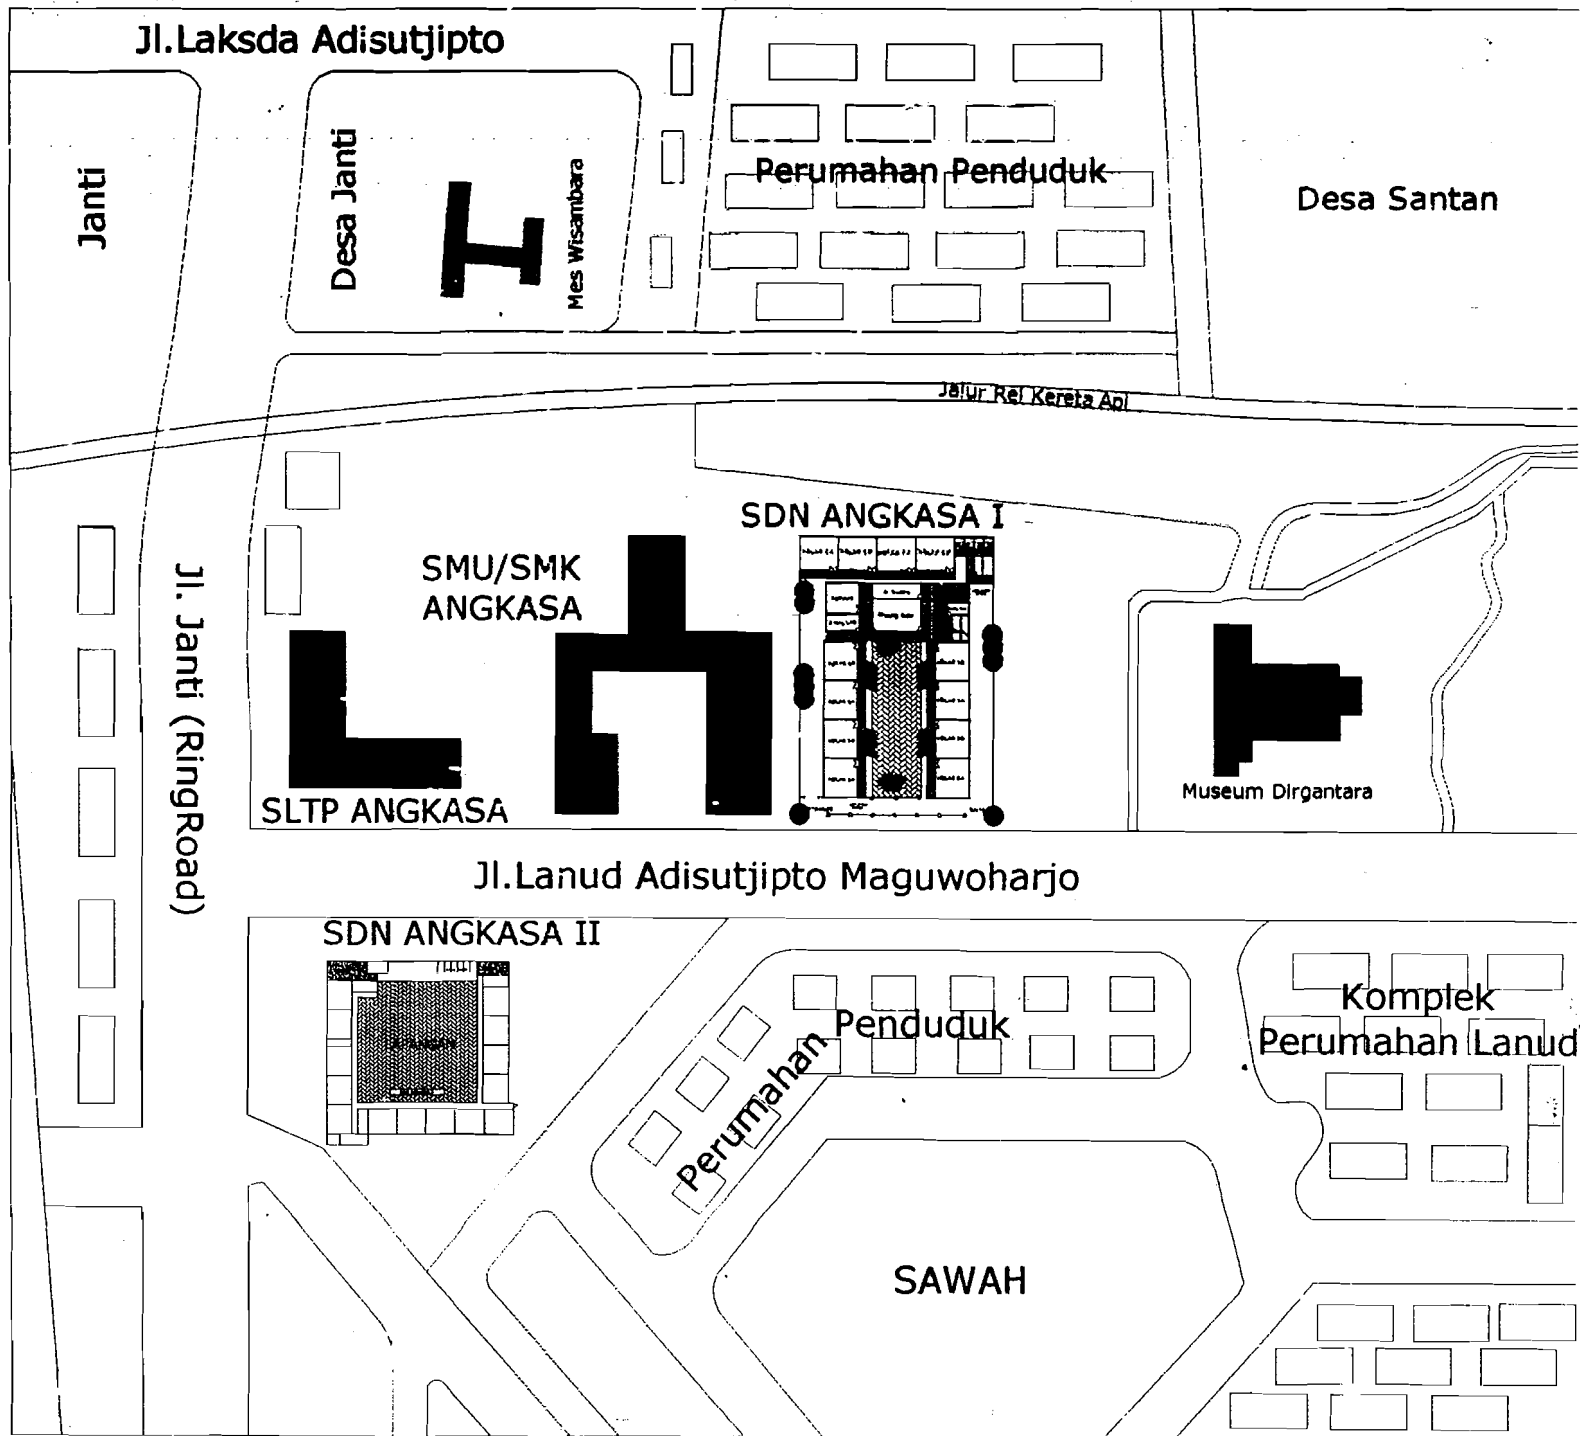 Jl.Laksda Adisutjipto
Janti
Desa Janti
Mes Wisambara
Perumahan Penduduk
Desa Santan
Jalur Rel Kereta Api
SDN ANGKASA I
SMU/SMK
ANGKASA
SLTP ANGKASA
Jl. Janti (RingRoad)
Museum Dirgantara
Jl.Lanud Adisutjipto Maguwoharjo
SDN ANGKASA II
LAPANGAN
Perumahan
Penduduk
Komplek
Perumahan Lanud
SAWAH